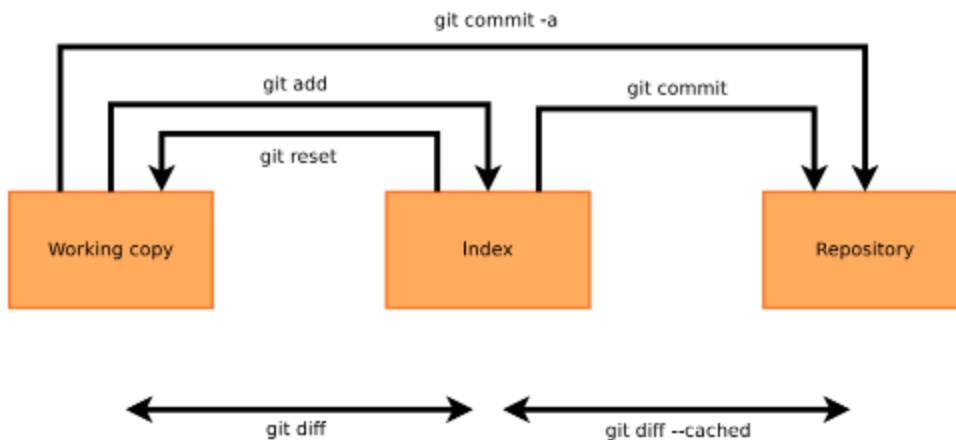 git commit -a
git add
git commit
git reset
Working copy
Index
Repository
git diff
git diff --cached